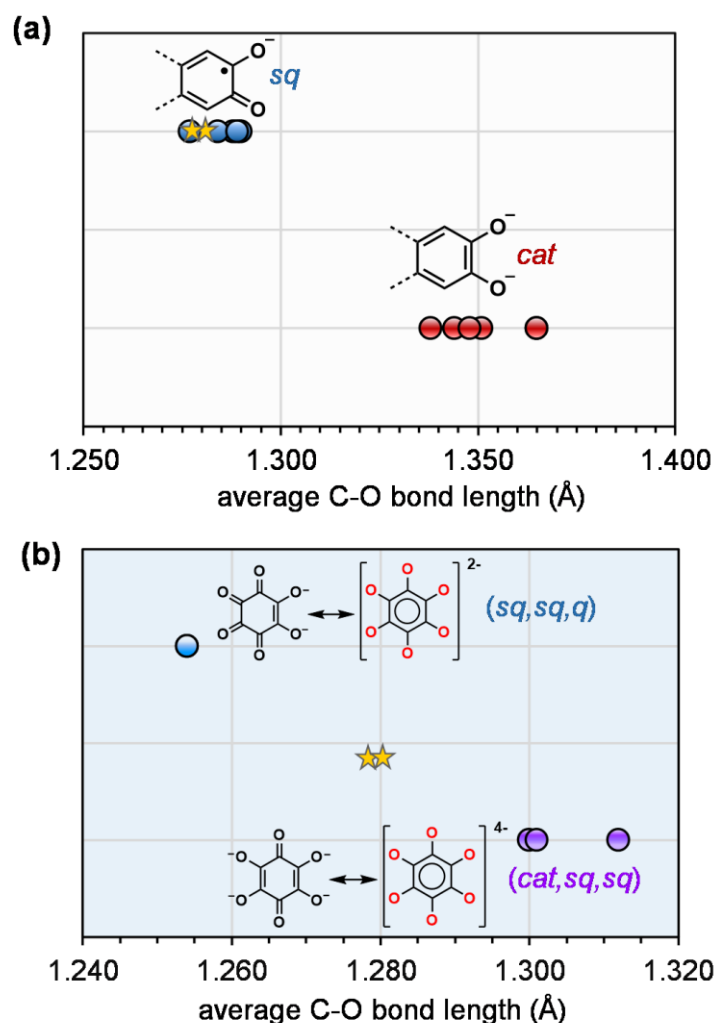 (a)
O⁻
sq
O
O⁻
cat
O⁻
1.250 1.300 1.350 1.400
average C-O bond length (Å)
(b)
O O O⁻ O O⁻ O
O O O O O O 2-
(sq,sq,q)
O ⁻O O⁻ ⁻O O⁻ O
O O O O O O 4-
(cat,sq,sq)
1.240 1.260 1.280 1.300 1.320
average C-O bond length (Å)